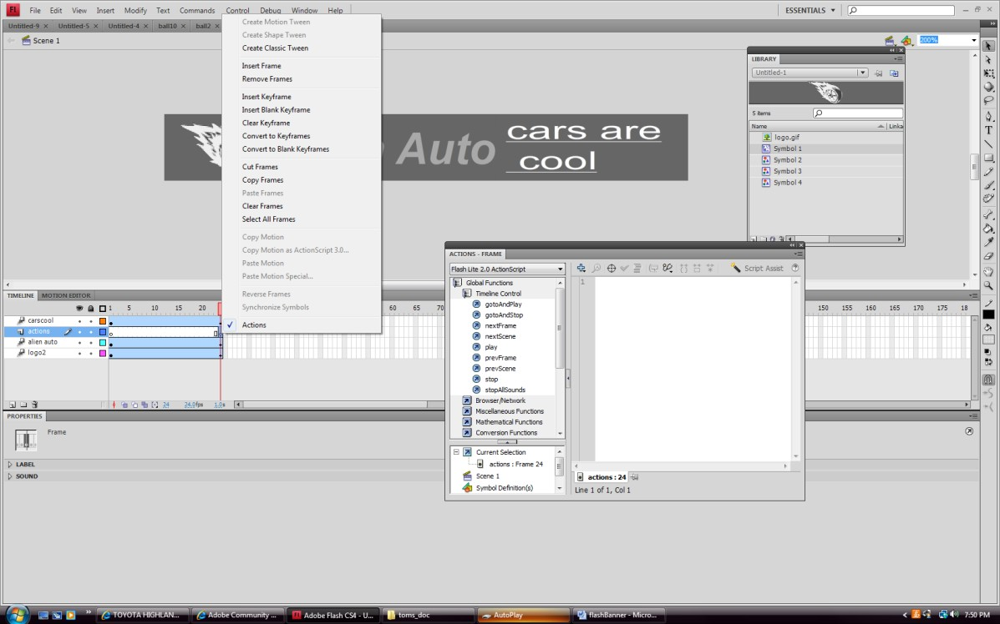 FL File Edit View Insert Modify Text Commands Control Debug Window Help ESSENTIALS
Untitled-9 × Untitled-5 × Untitled-4 × ball10 × ball2 ×
Scene 1
200%
Create Motion Tween
Create Shape Tween
Create Classic Tween
Insert Frame
Remove Frames
Insert Keyframe
Insert Blank Keyframe
Clear Keyframe
Convert to Keyframes
Convert to Blank Keyframes
Cut Frames
Copy Frames
Paste Frames
Clear Frames
Select All Frames
Copy Motion
Copy Motion as ActionScript 3.0...
Paste Motion
Paste Motion Special...
Reverse Frames
Synchronize Symbols
Actions
Auto
cars are
cool
LIBRARY
Untitled-1
5 items
Name Linka
logo.gif
Symbol 1
Symbol 2
Symbol 3
Symbol 4
ACTIONS - FRAME
Flash Lite 2.0 ActionScript
Script Assist
Global Functions
Timeline Control
gotoAndPlay
gotoAndStop
nextFrame
nextScene
play
prevFrame
prevScene
stop
stopAllSounds
Browser/Network
Miscellaneous Functions
Mathematical Functions
Conversion Functions
Current Selection
actions : Frame 24
Scene 1
Symbol Definition(s)
1
actions : 24
Line 1 of 1, Col 1
TIMELINE MOTION EDITOR
1 5 10 15 20 60 65 70 75 80 150 155 160 165 170 175 18
carscool
actions
alien auto
logo2
24 24.0fps 1.0s
PROPERTIES
Frame
LABEL
SOUND
TOYOTA HIGHLAN...
Adobe Community ...
Adobe Flash CS4 - U...
toms_doc
AutoPlay
flashBanner - Micro...
7:50 PM